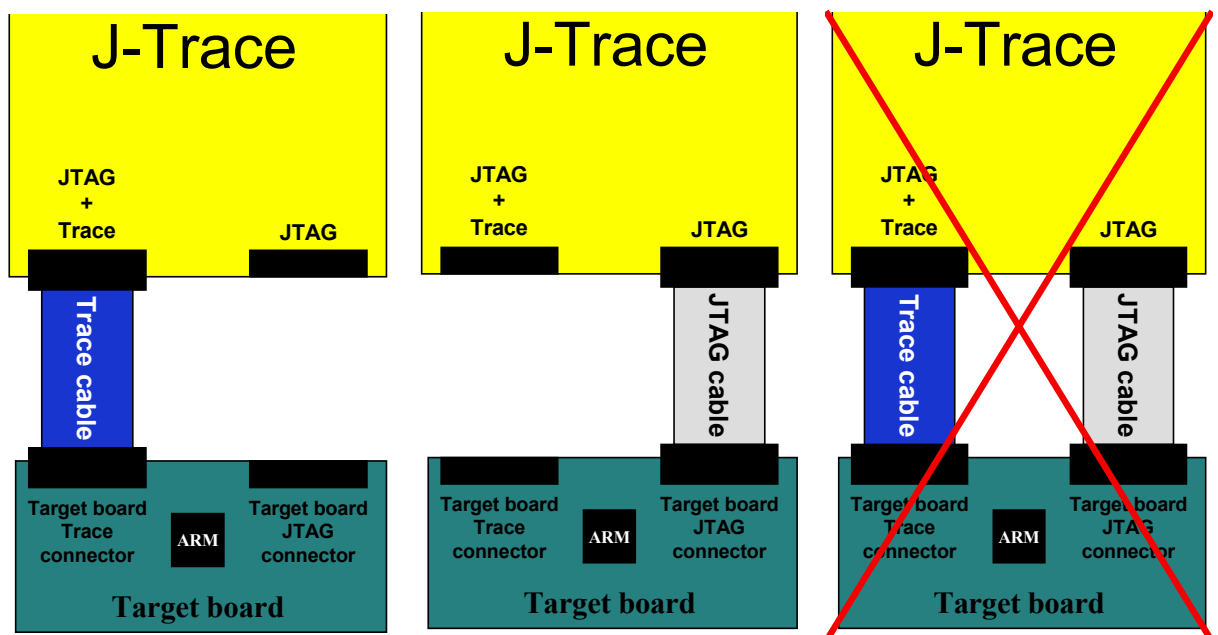 J-Trace
JTAG
+
Trace
JTAG
Trace cable
Target board
Trace
connector
ARM
Target board
JTAG
connector
Target board
J-Trace
JTAG
+
Trace
JTAG
JTAG cable
Target board
Trace
connector
ARM
Target board
JTAG
connector
Target board
J-Trace
JTAG
+
Trace
JTAG
Trace cable
JTAG cable
Target board
Trace
connector
ARM
Target board
JTAG
connector
Target board